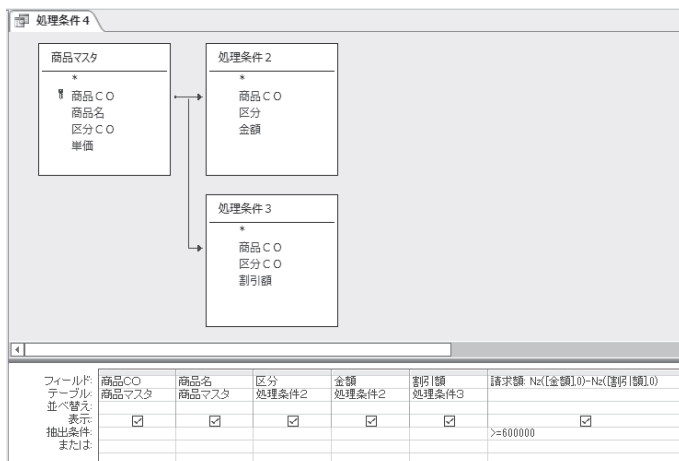 処理条件４
商品マスタ
*
商品ＣＯ
商品名
区分ＣＯ
単価
処理条件２
*
商品ＣＯ
区分
金額
処理条件３
*
商品ＣＯ
区分ＣＯ
割引額
フィールド: 商品CO 商品名 区分 金額 割引額 請求額: Nz([金額],0)-Nz([割引額],0)
テーブル: 商品マスタ 商品マスタ 処理条件2 処理条件2 処理条件3
並べ替え:
表示:
抽出条件: >=600000
または: